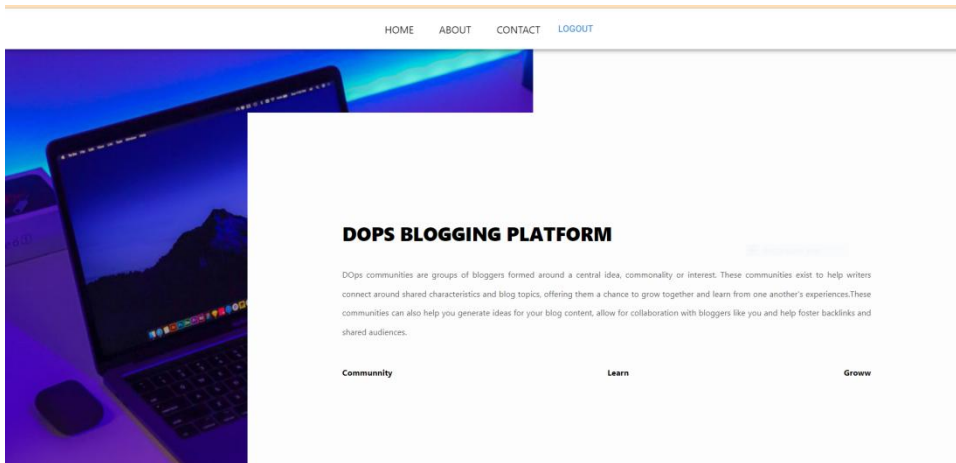 HOME ABOUT CONTACT LOGOUT
DOPS BLOGGING PLATFORM
DOps communities are groups of bloggers formed around a central idea, commonality or interest. These communities exist to help writers
connect around shared characteristics and blog topics, offering them a chance to grow together and learn from one another's experiences.These
communities can also help you generate ideas for your blog content, allow for collaboration with bloggers like you and help foster backlinks and
shared audiences.
Communnity Learn Groww